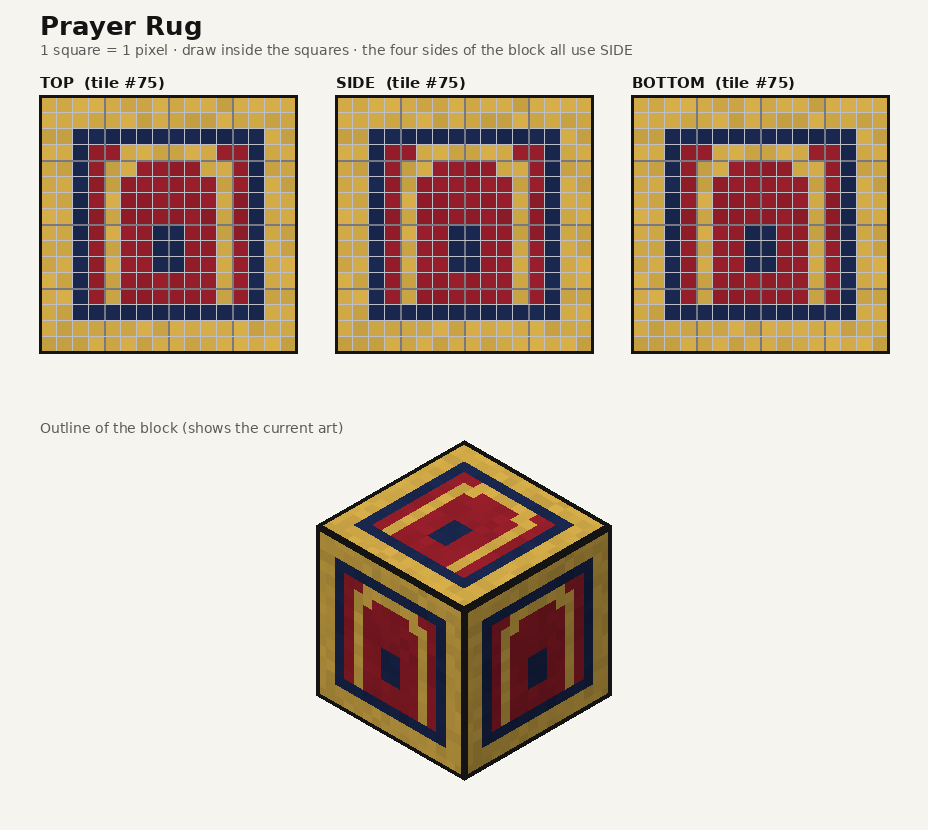 Prayer Rug
1 square = 1 pixel · draw inside the squares · the four sides of the block all use SIDE
TOP (tile #75)
SIDE (tile #75)
BOTTOM (tile #75)
Outline of the block (shows the current art)